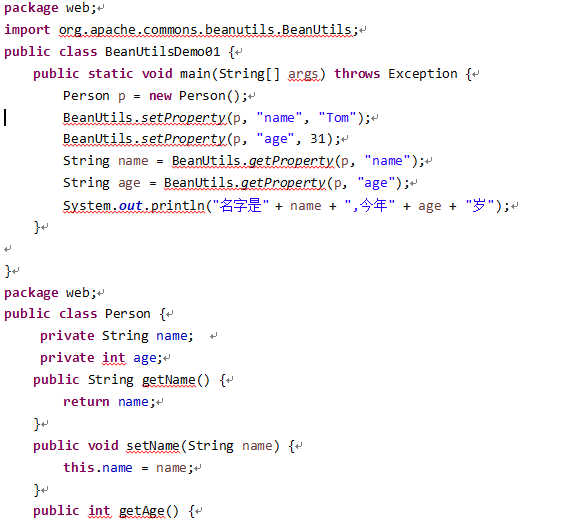 package web;
import org.apache.commons.beanutils.BeanUtils;
public class BeanUtilsDemo01 {
    public static void main(String[] args) throws Exception {
        Person p = new Person();
        BeanUtils.setProperty(p, "name", "Tom");
        BeanUtils.setProperty(p, "age", 31);
        String name = BeanUtils.getProperty(p, "name");
        String age = BeanUtils.getProperty(p, "age");
        System.out.println("名字是" + name + ",今年" + age + "岁");
    }

}
package web;
public class Person {
     private String name;
     private int age;
    public String getName() {
        return name;
    }
    public void setName(String name) {
        this.name = name;
    }
    public int getAge() {